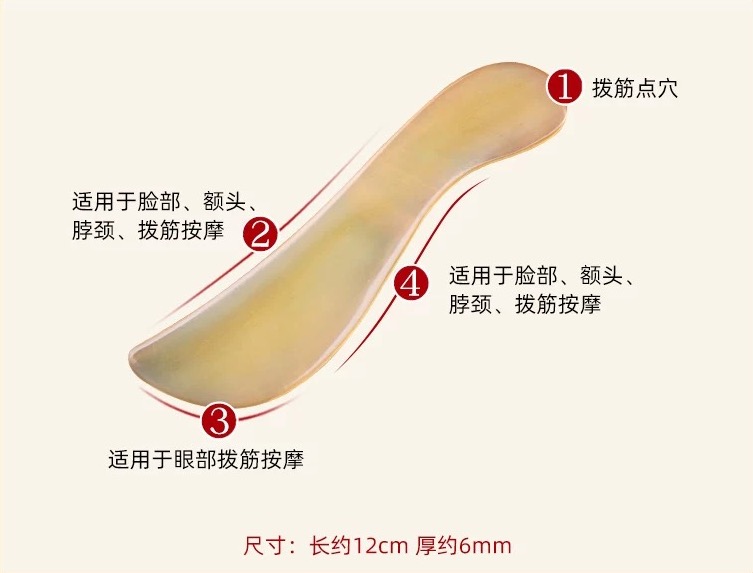 1 拨筋点穴
适用于脸部、额头、
脖颈、拨筋按摩
2
4
适用于脸部、额头、
脖颈、拨筋按摩
3
适用于眼部拨筋按摩
尺寸：长约12cm 厚约6mm